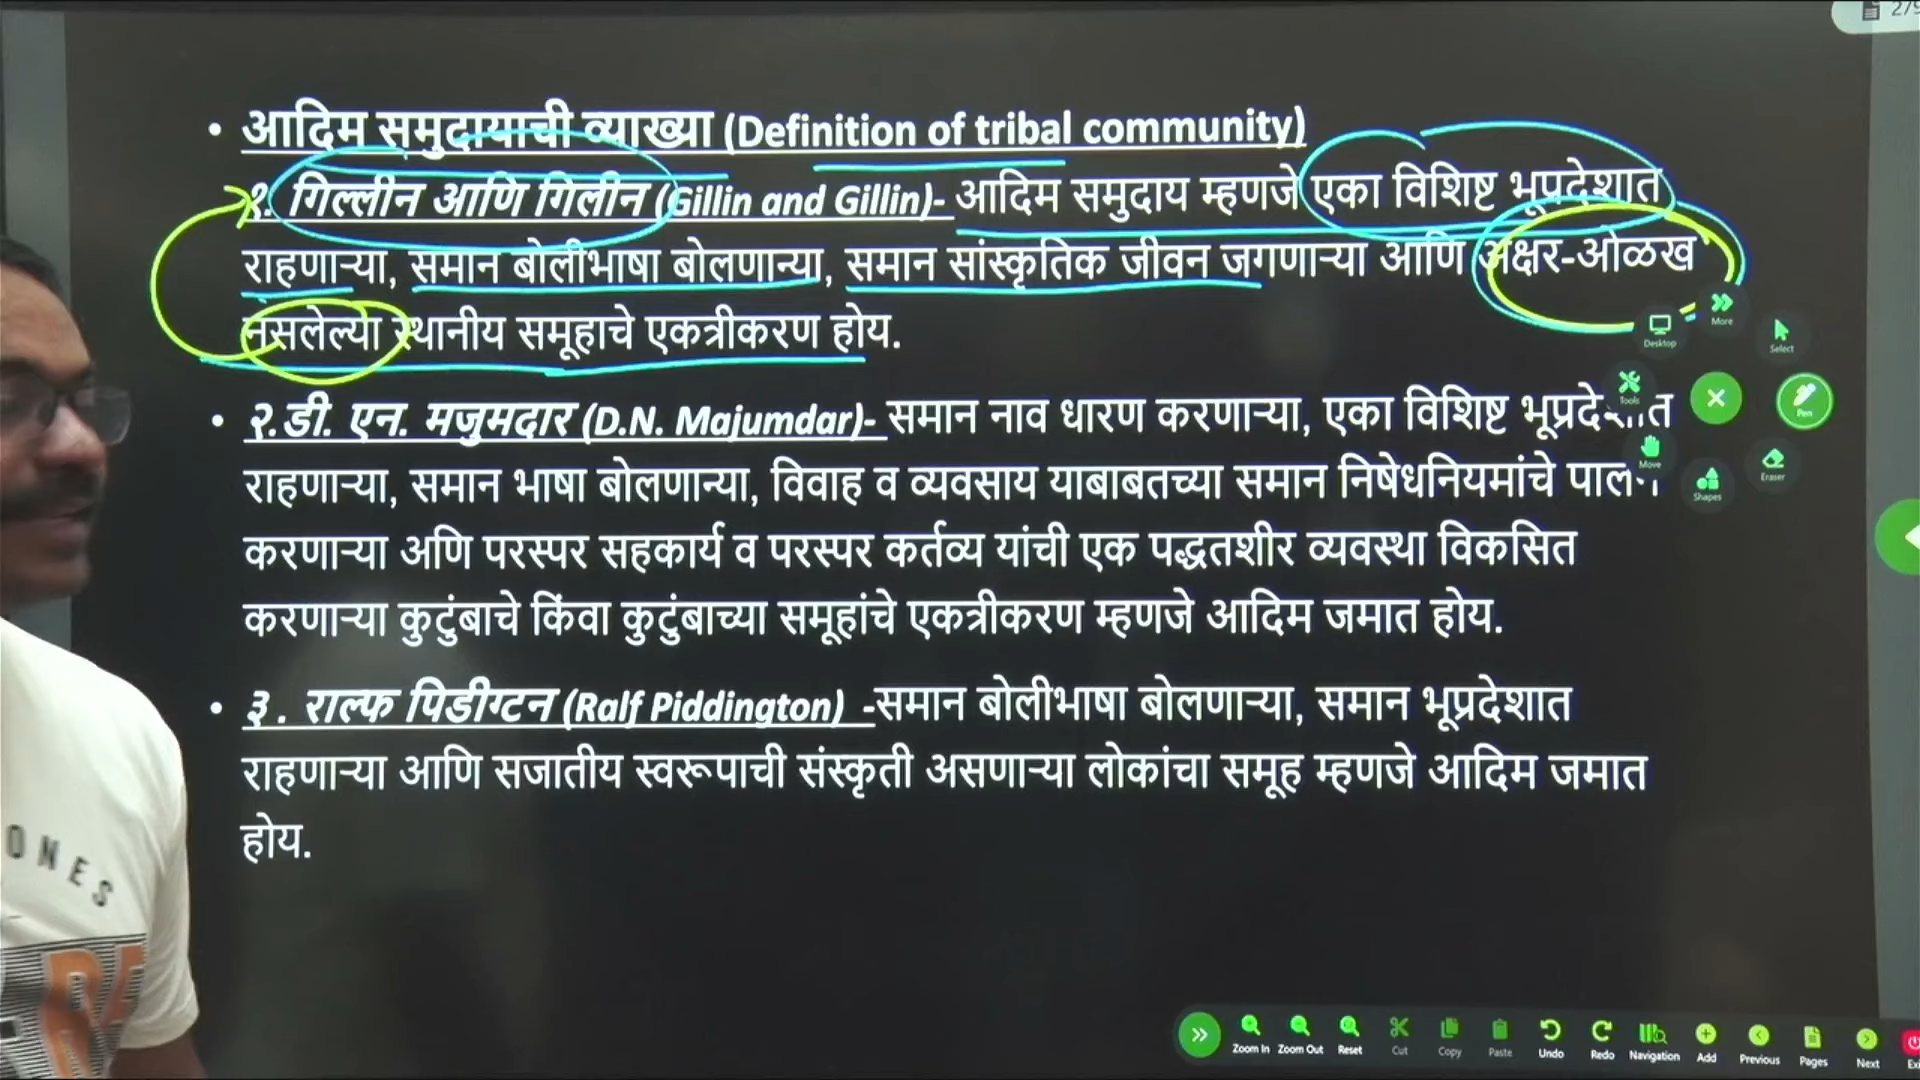 279
• आदिम समुदायाची व्याख्या (Definition of tribal community)
१. गिल्लीन आणि गिलीन (Gillin and Gillin)- आदिम समुदाय म्हणजे एका विशिष्ट भूप्रदेशात
राहणाऱ्या, समान बोलीभाषा बोलणाऱ्या, समान सांस्कृतिक जीवन जगणाऱ्या आणि अक्षर-ओळख
नसलेल्या स्थानीय समूहाचे एकत्रीकरण होय.
More
Desktop
Select
Tools
Pen
Move
Eraser
Shapes
• २.डी. एन. मजुमदार (D.N. Majumdar)- समान नाव धारण करणाऱ्या, एका विशिष्ट
राहणाऱ्या, समान भाषा बोलणाऱ्या, विवाह व व्यवसाय याबाबतच्या समान निषेधनियमांचे
करणाऱ्या अणि परस्पर सहकार्य व परस्पर कर्तव्य यांची एक पद्धतशीर व्यवस्था विकसित
करणाऱ्या कुटुंबाचे किंवा कुटुंबाच्या समूहांचे एकत्रीकरण म्हणजे आदिम जमात होय.
• ३. राल्फ पिडीग्टन (Ralf Piddington) -समान बोलीभाषा बोलणाऱ्या, समान भूप्रदेशात
राहणाऱ्या आणि सजातीय स्वरूपाची संस्कृती असणाऱ्या लोकांचा समूह म्हणजे आदिम जमात
होय.
ONES
Zoom In Zoom Out Reset Cut Copy Paste Undo Redo Navigation Add Previous Pages Next